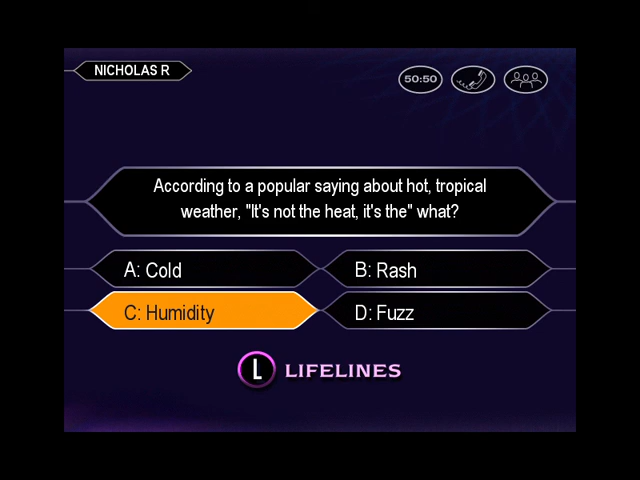 NICHOLAS R
50:50
According to a popular saying about hot, tropical
weather, "It's not the heat, it's the" what?
A: Cold
B: Rash
C: Humidity
D: Fuzz
L LIFELINES